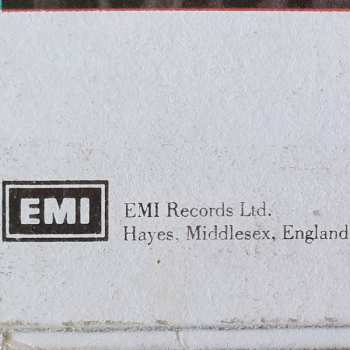 EMI
EMI Records Ltd.
Hayes, Middlesex, England